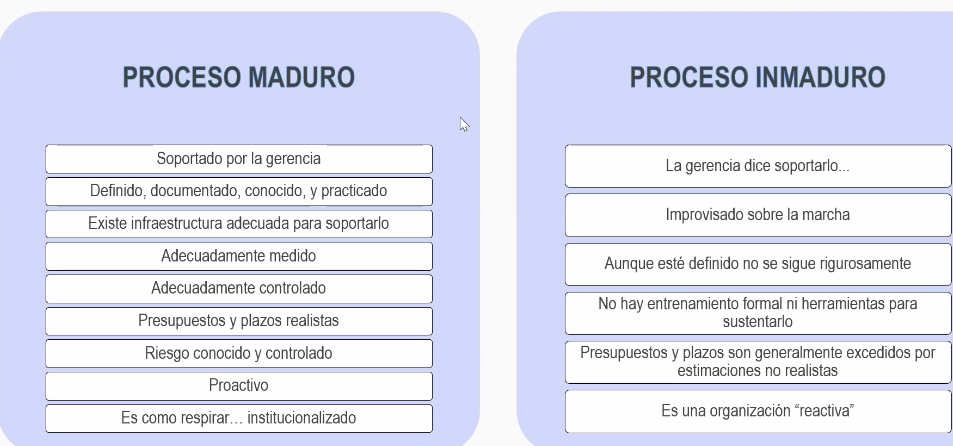 PROCESO MADURO
Soportado por la gerencia
Definido, documentado, conocido, y practicado
Existe infraestructura adecuada para soportarlo
Adecuadamente medido
Adecuadamente controlado
Presupuestos y plazos realistas
Riesgo conocido y controlado
Proactivo
Es como respirar… institucionalizado
PROCESO INMADURO
La gerencia dice soportarlo...
Improvisado sobre la marcha
Aunque esté definido no se sigue rigurosamente
No hay entrenamiento formal ni herramientas para
sustentarlo
Presupuestos y plazos son generalmente excedidos por
estimaciones no realistas
Es una organización “reactiva”